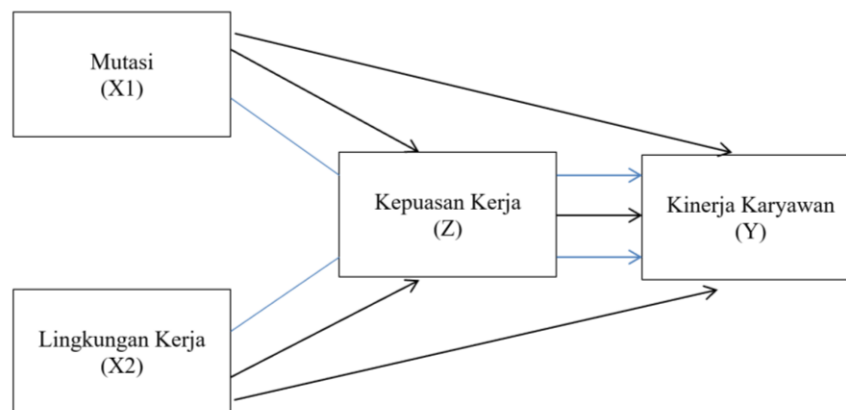 Mutasi
(X1)
Kepuasan Kerja
(Z)
Kinerja Karyawan
(Y)
Lingkungan Kerja
(X2)